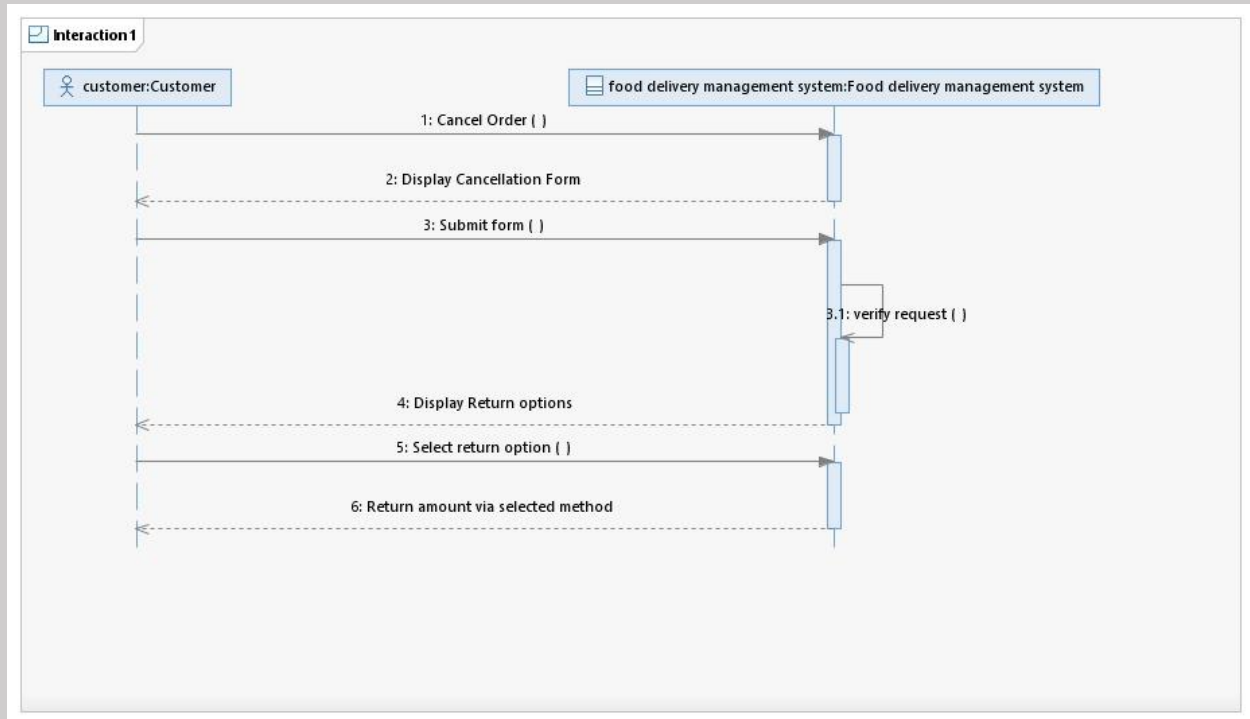 Interaction1
customer:Customer
food delivery management system:Food delivery management system
1: Cancel Order ( )
2: Display Cancellation Form
3: Submit form ( )
3.1: verify request ( )
4: Display Return options
5: Select return option ( )
6: Return amount via selected method